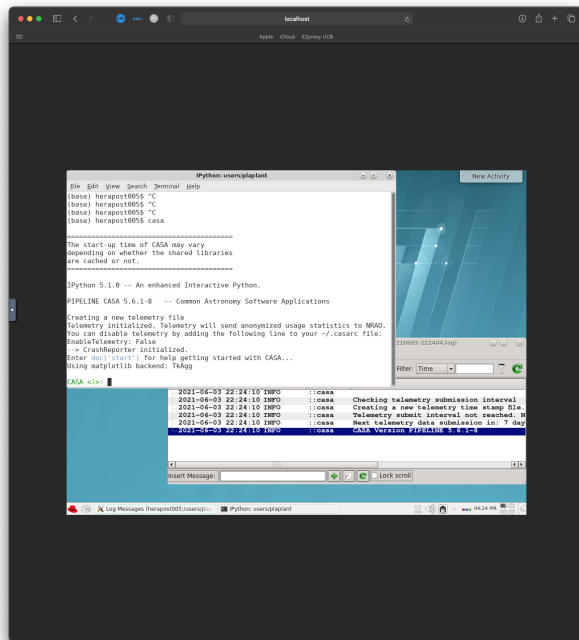 localhost
Apple iCloud EZproxy UCB
IPython: users/plaplant
New Activity
File Edit View Search Terminal Help
(base) herapost005$ ^C
(base) herapost005$ ^C
(base) herapost005$ ^C
(base) herapost005$ casa
=========================================
The start-up time of CASA may vary
depending on whether the shared libraries
are cached or not.
=========================================
IPython 5.1.0 -- An enhanced Interactive Python.
PIPELINE CASA 5.6.1-8   -- Common Astronomy Software Applications
Creating a new telemetry file
Telemetry initialized. Telemetry will send anonymized usage statistics to NRAO.
You can disable telemetry by adding the following line to your ~/.casarc file:
EnableTelemetry: False
--> CrashReporter initialized.
Enter doc('start') for help getting started with CASA...
Using matplotlib backend: TkAgg
CASA <1>:
210603-222404.log)
Filter: Time
2021-06-03 22:24:10 INFO ::casa
2021-06-03 22:24:10 INFO ::casa Checking telemetry submission interval
2021-06-03 22:24:10 INFO ::casa Creating a new telemetry time stamp file.
2021-06-03 22:24:10 INFO ::casa Telemetry submit interval not reached. N
2021-06-03 22:24:10 INFO ::casa Next telemetry data submission in: 7 day
2021-06-03 22:24:10 INFO ::casa CASA Version PIPELINE 5.6.1-8
Insert Message:
Lock scroll
Log Messages (herapost005:/users/pla
IPython: users/plaplant
04:24 PM